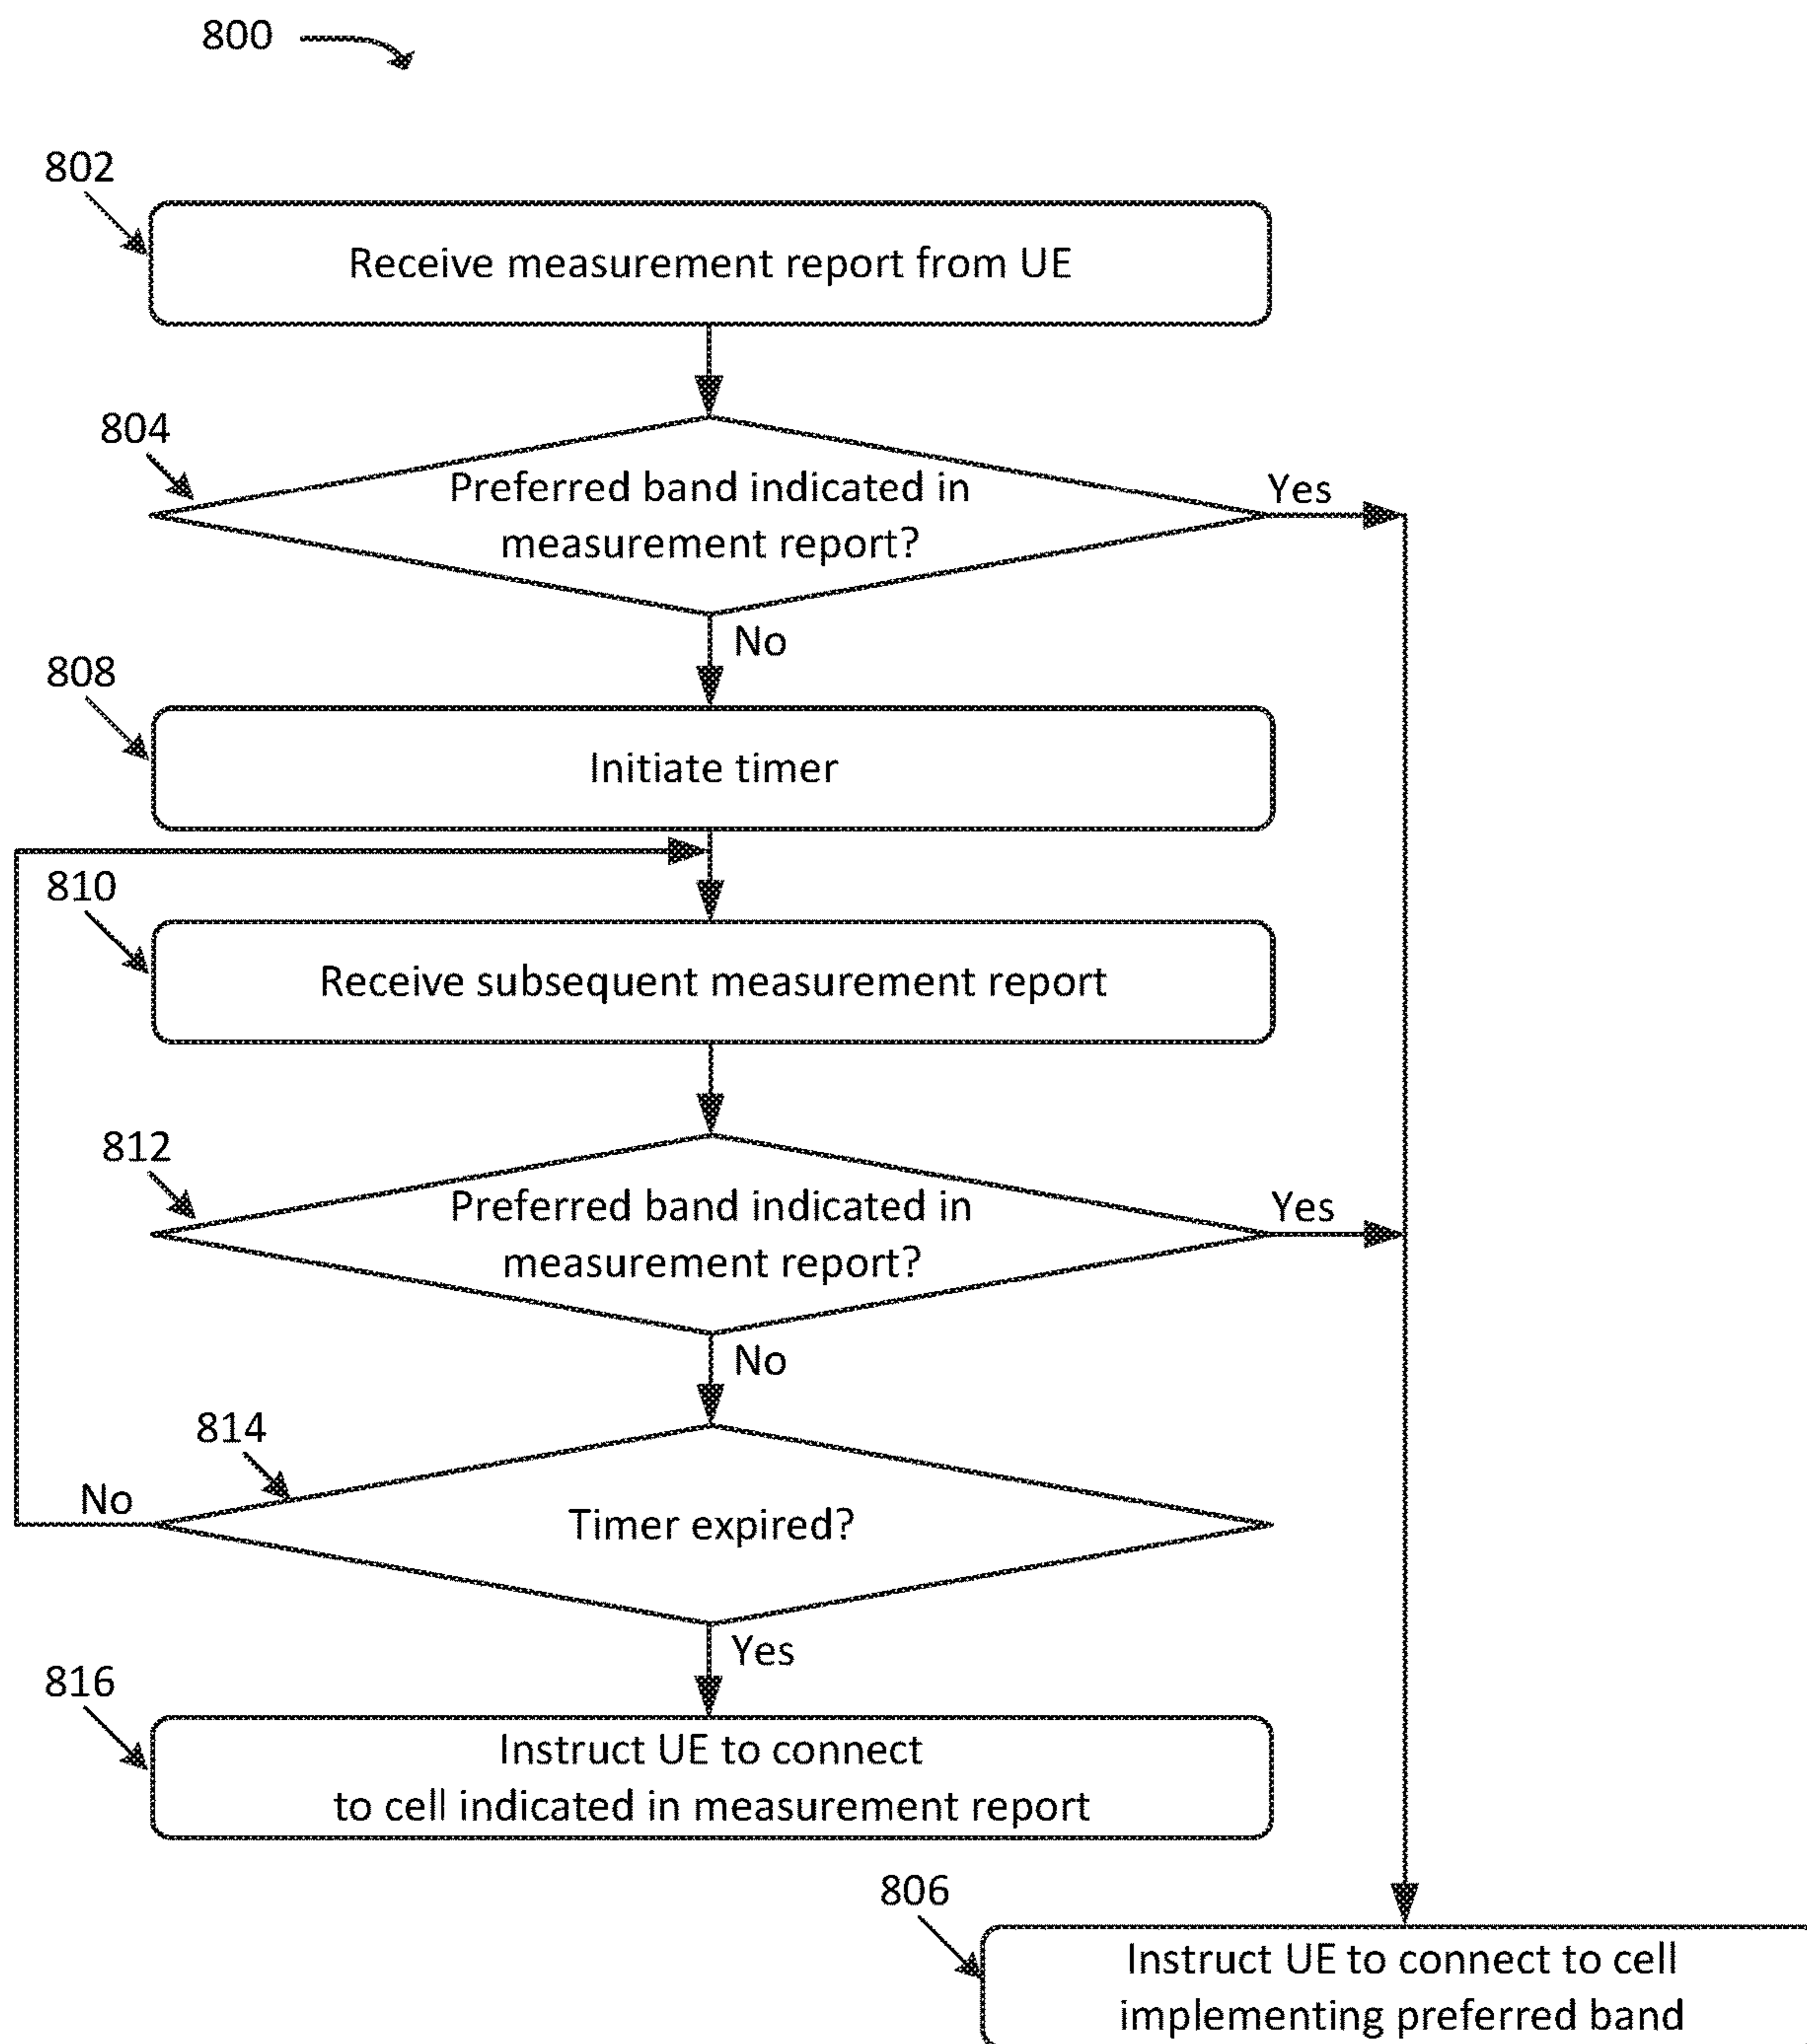 800
802
Receive measurement report from UE
804
Preferred band indicated in
measurement report?
Yes
No
808
Initiate timer
810
Receive subsequent measurement report
812
Preferred band indicated in
measurement report?
Yes
No
814
Timer expired?
No
Yes
816
Instruct UE to connect
to cell indicated in measurement report
806
Instruct UE to connect to cell
implementing preferred band